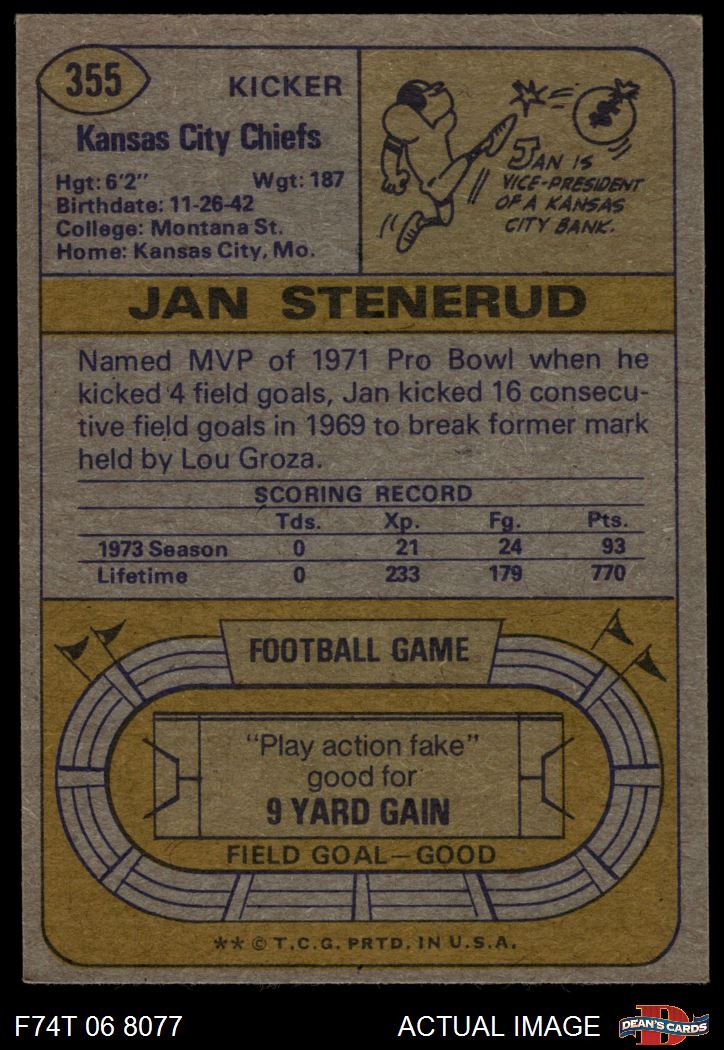 355
KICKER
Kansas City Chiefs
Hgt: 6'2" Wgt: 187
Birthdate: 11-26-42
College: Montana St.
Home: Kansas City, Mo.
JAN IS
VICE-PRESIDENT
OF A KANSAS
CITY BANK.
JAN STENERUD
Named MVP of 1971 Pro Bowl when he
kicked 4 field goals, Jan kicked 16 consecu-
tive field goals in 1969 to break former mark
held by Lou Groza.
SCORING RECORD
Tds. Xp. Fg. Pts.
1973 Season 0 21 24 93
Lifetime 0 233 179 770
FOOTBALL GAME
"Play action fake"
good for
9 YARD GAIN
FIELD GOAL—GOOD
** © T.C.G. PRTD. IN U.S.A.
F74T 06 8077 ACTUAL IMAGE
D
DEAN'S CARDS